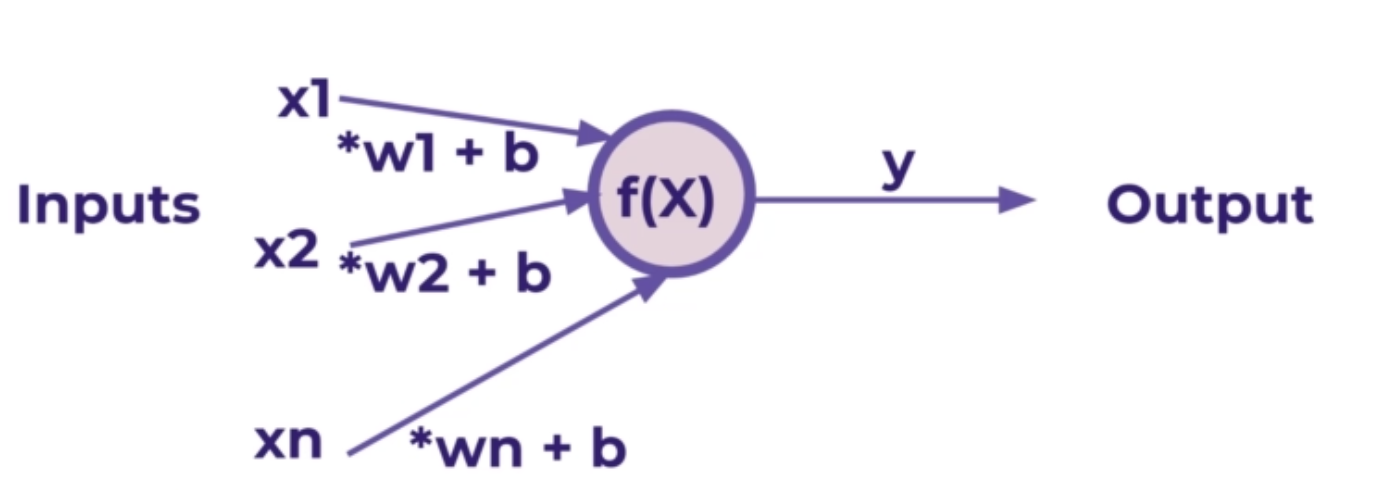 x1
*w1 + b
Inputs
x2
*w2 + b
xn
*wn + b
f(X)
y
Output